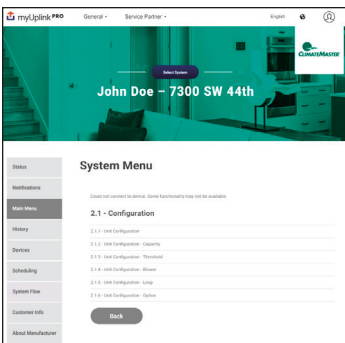 myUplink PRO
General
Service Partner
English
CLIMATEMASTER
Select System
John Doe – 7300 SW 44th
Status
Notifications
Main Menu
History
Devices
Scheduling
System Flow
Customer Info
About Manufacturer
System Menu
Could not connect to device. Some functionality may not be available
2.1 - Configuration
2.1.1 - Unit Configuration
2.1.2 - Unit Configuration - Capacity
2.1.3 - Unit Configuration - Threshold
2.1.4 - Unit Configuration - Blower
2.1.5 - Unit Configuration - Loop
2.1.6 - Unit Configuration - Option
Back